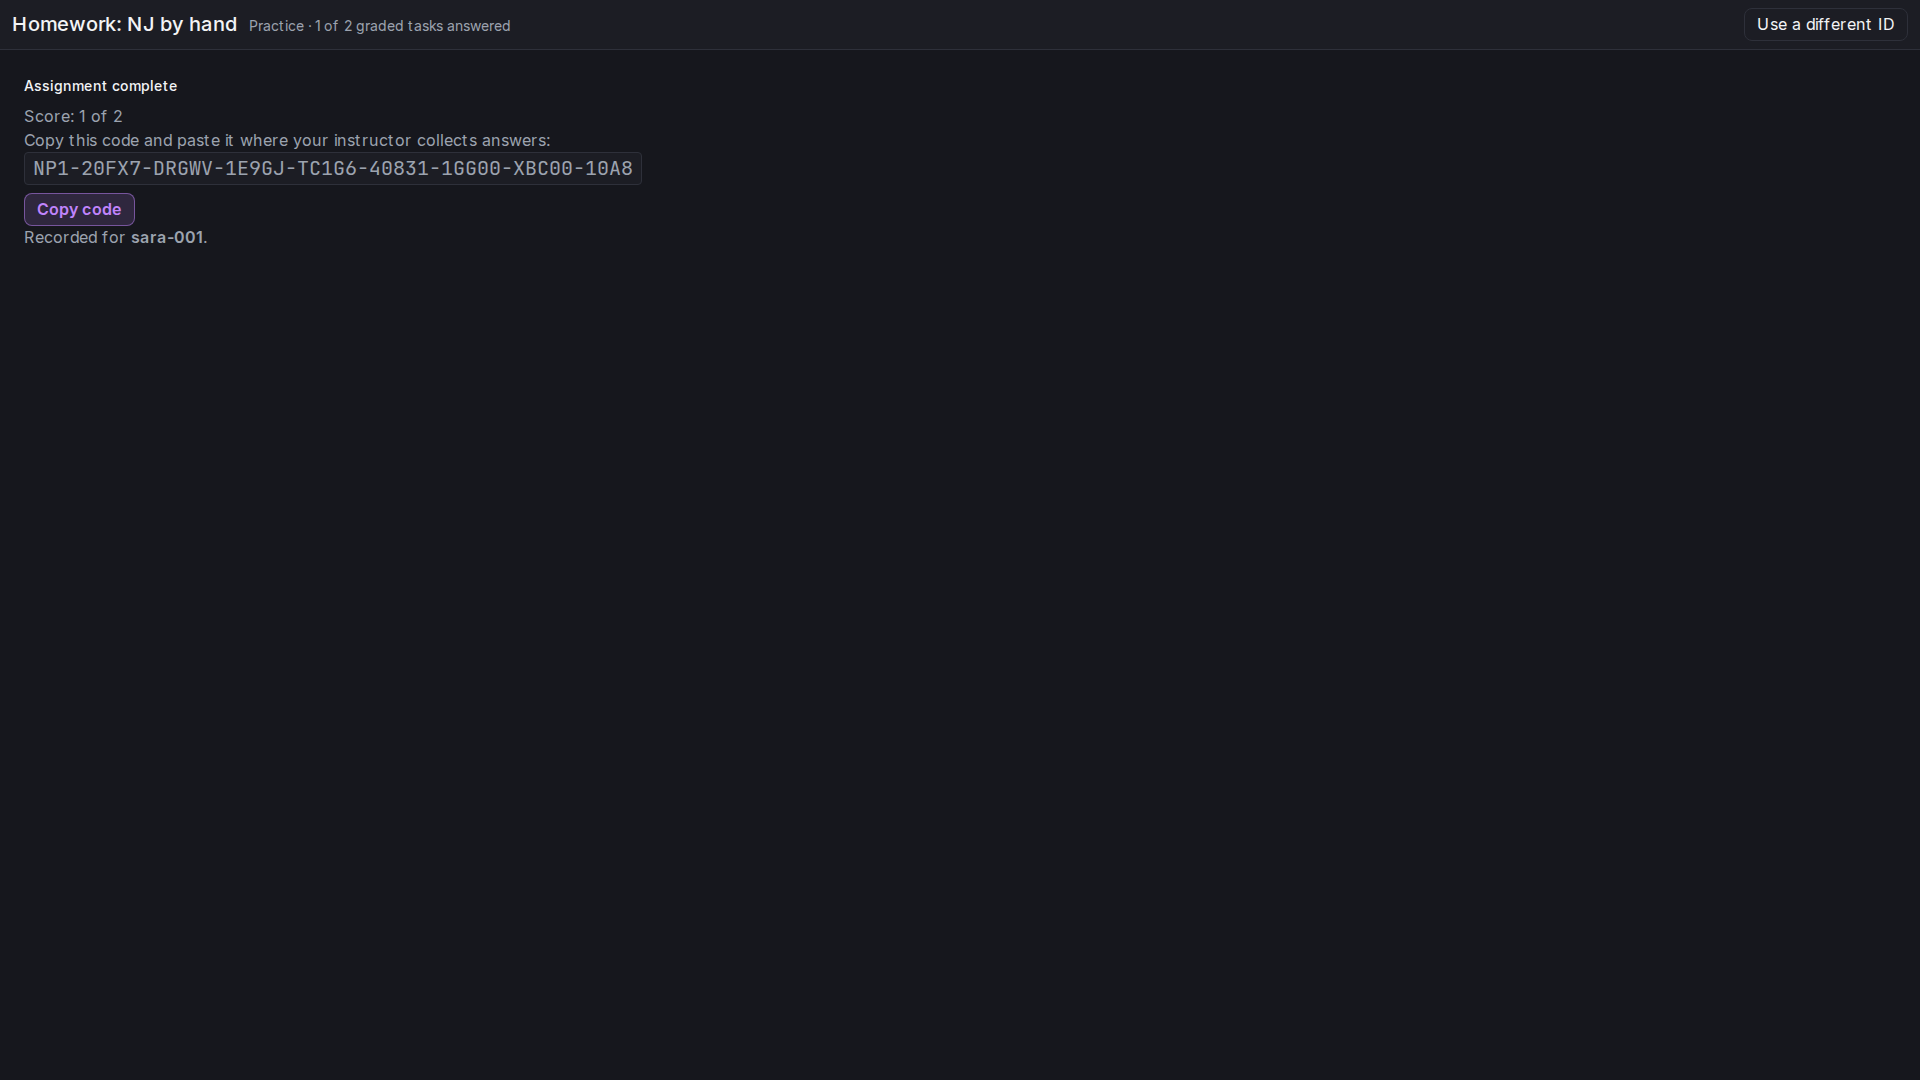 Homework: NJ by hand Practice · 1 of 2 graded tasks answered Use a different ID
Assignment complete
Score: 1 of 2
Copy this code and paste it where your instructor collects answers:
NP1-20FX7-DRGWV-1E9GJ-TC1G6-40831-1GG00-XBC00-10A8
Copy code
Recorded for sara-001.